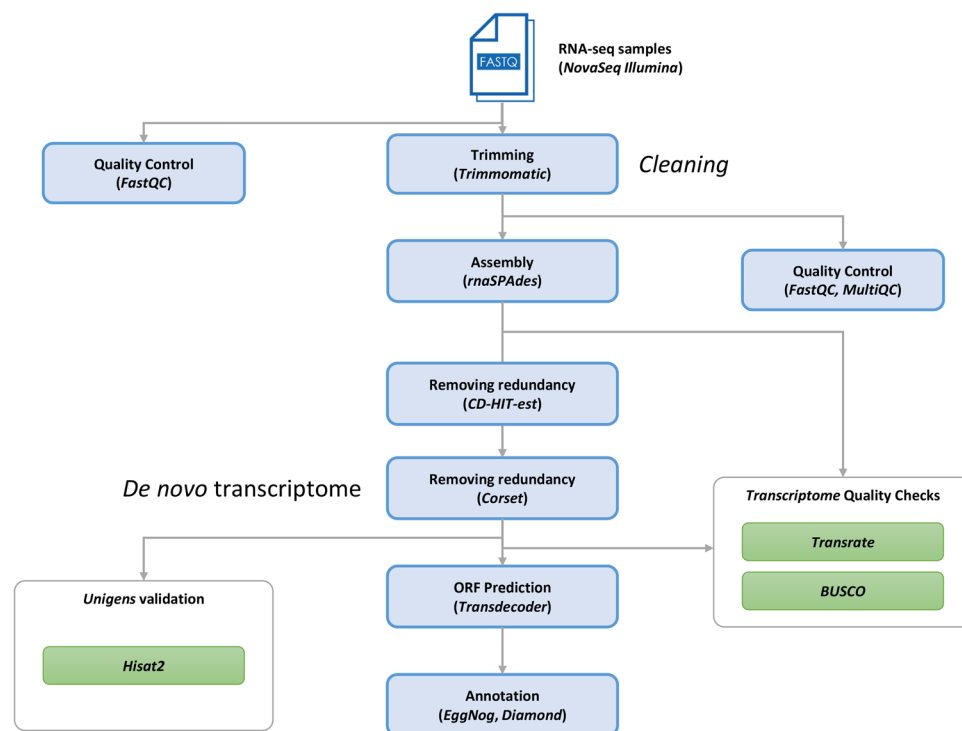 FASTQ
RNA-seq samples
(NovaSeq Illumina)
Quality Control
(FastQC)
Trimming
(Trimmomatic)
Cleaning
Assembly
(rnaSPAdes)
Quality Control
(FastQC, MultiQC)
Removing redundancy
(CD-HIT-est)
De novo transcriptome
Removing redundancy
(Corset)
Transcriptome Quality Checks
Transrate
BUSCO
Unigens validation
Hisat2
ORF Prediction
(Transdecoder)
Annotation
(EggNog, Diamond)